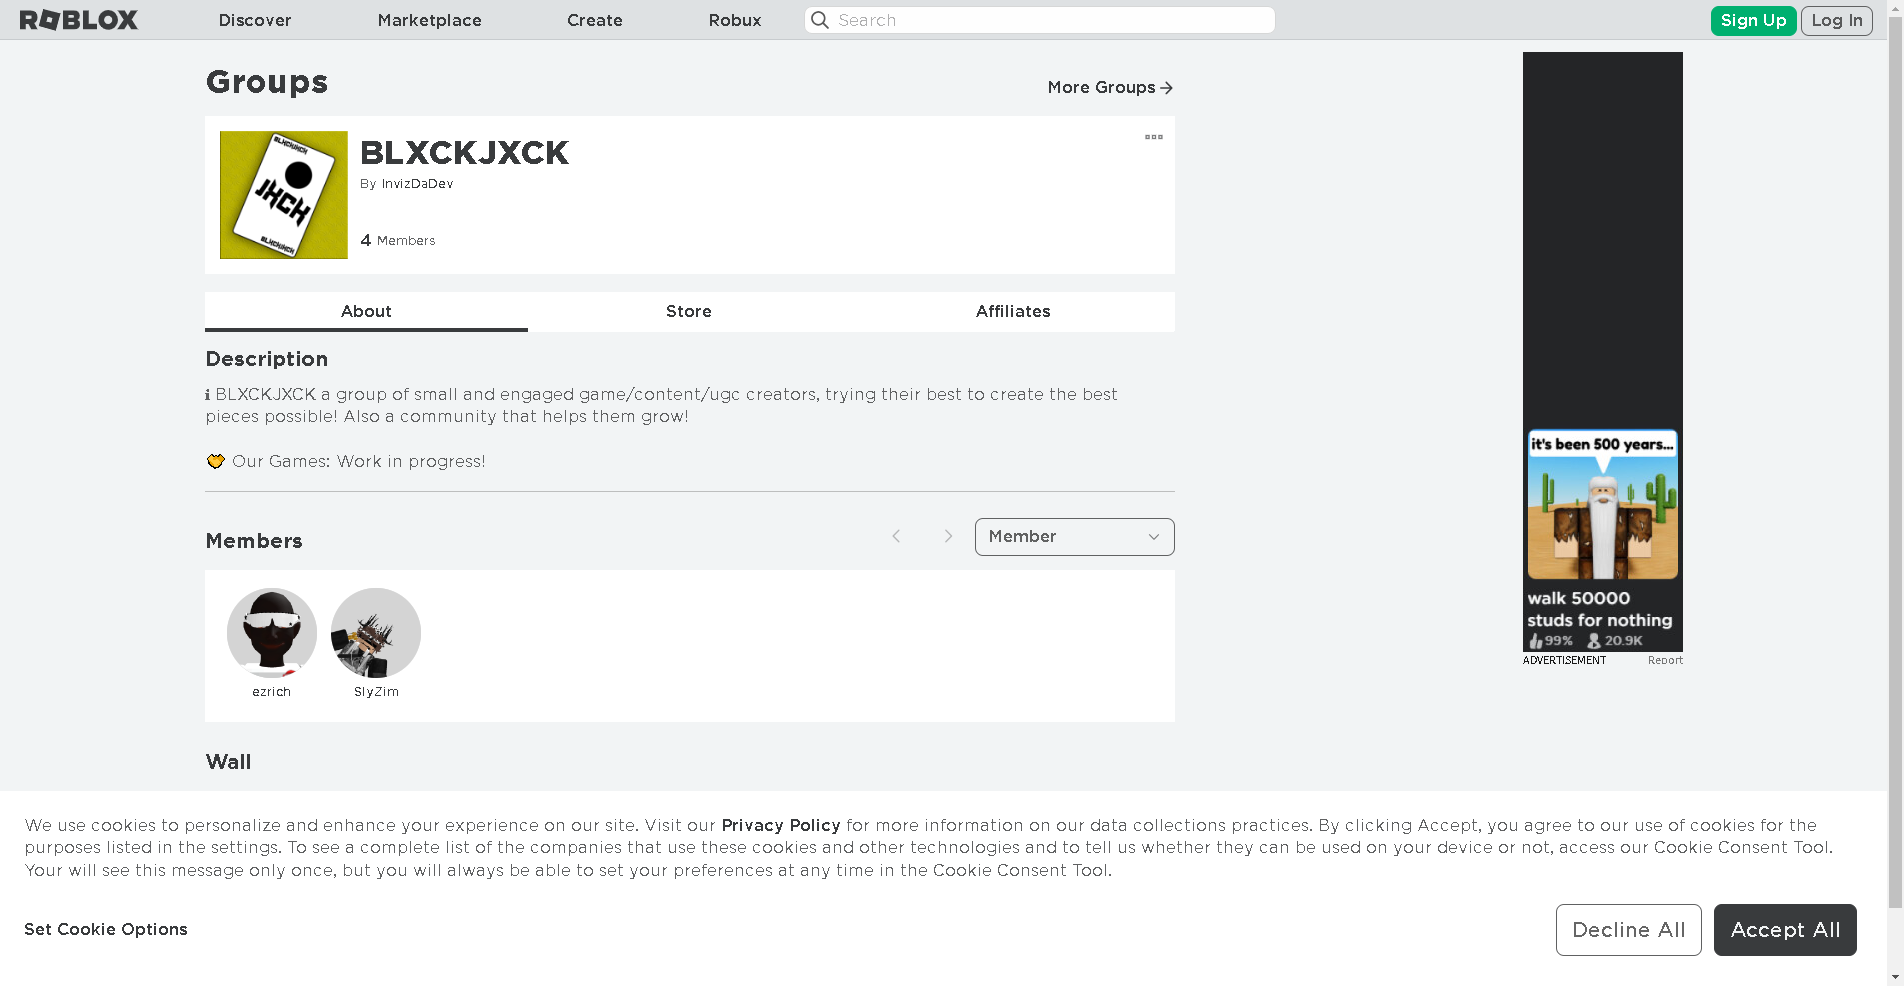 ROBLOX
Discover
Marketplace
Create
Robux
Search
Sign Up
Log In
Groups
More Groups
BLXCKJXCK
JXCK
BLXCKJXCK
BLXCKJXCK
By InvizDaDev
4 Members
About
Store
Affiliates
Description
ℹ BLXCKJXCK a group of small and engaged game/content/ugc creators, trying their best to create the best
pieces possible! Also a community that helps them grow!
Our Games: Work in progress!
Members
Member
ezrich
SlyZim
Wall
it's been 500 years...
walk 50000
studs for nothing
99% 20.9K
ADVERTISEMENT
Report
We use cookies to personalize and enhance your experience on our site. Visit our Privacy Policy for more information on our data collections practices. By clicking Accept, you agree to our use of cookies for the
purposes listed in the settings. To see a complete list of the companies that use these cookies and other technologies and to tell us whether they can be used on your device or not, access our Cookie Consent Tool.
Your will see this message only once, but you will always be able to set your preferences at any time in the Cookie Consent Tool.
Set Cookie Options
Decline All
Accept All